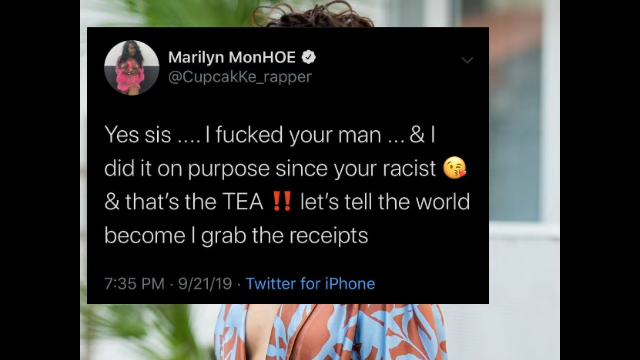 Marilyn MonHOE
@CupcakKe_rapper
Yes sis .... I fucked your man ... & I
did it on purpose since your racist 😘
& that's the TEA ‼️ let's tell the world
become I grab the receipts
7:35 PM · 9/21/19 · Twitter for iPhone